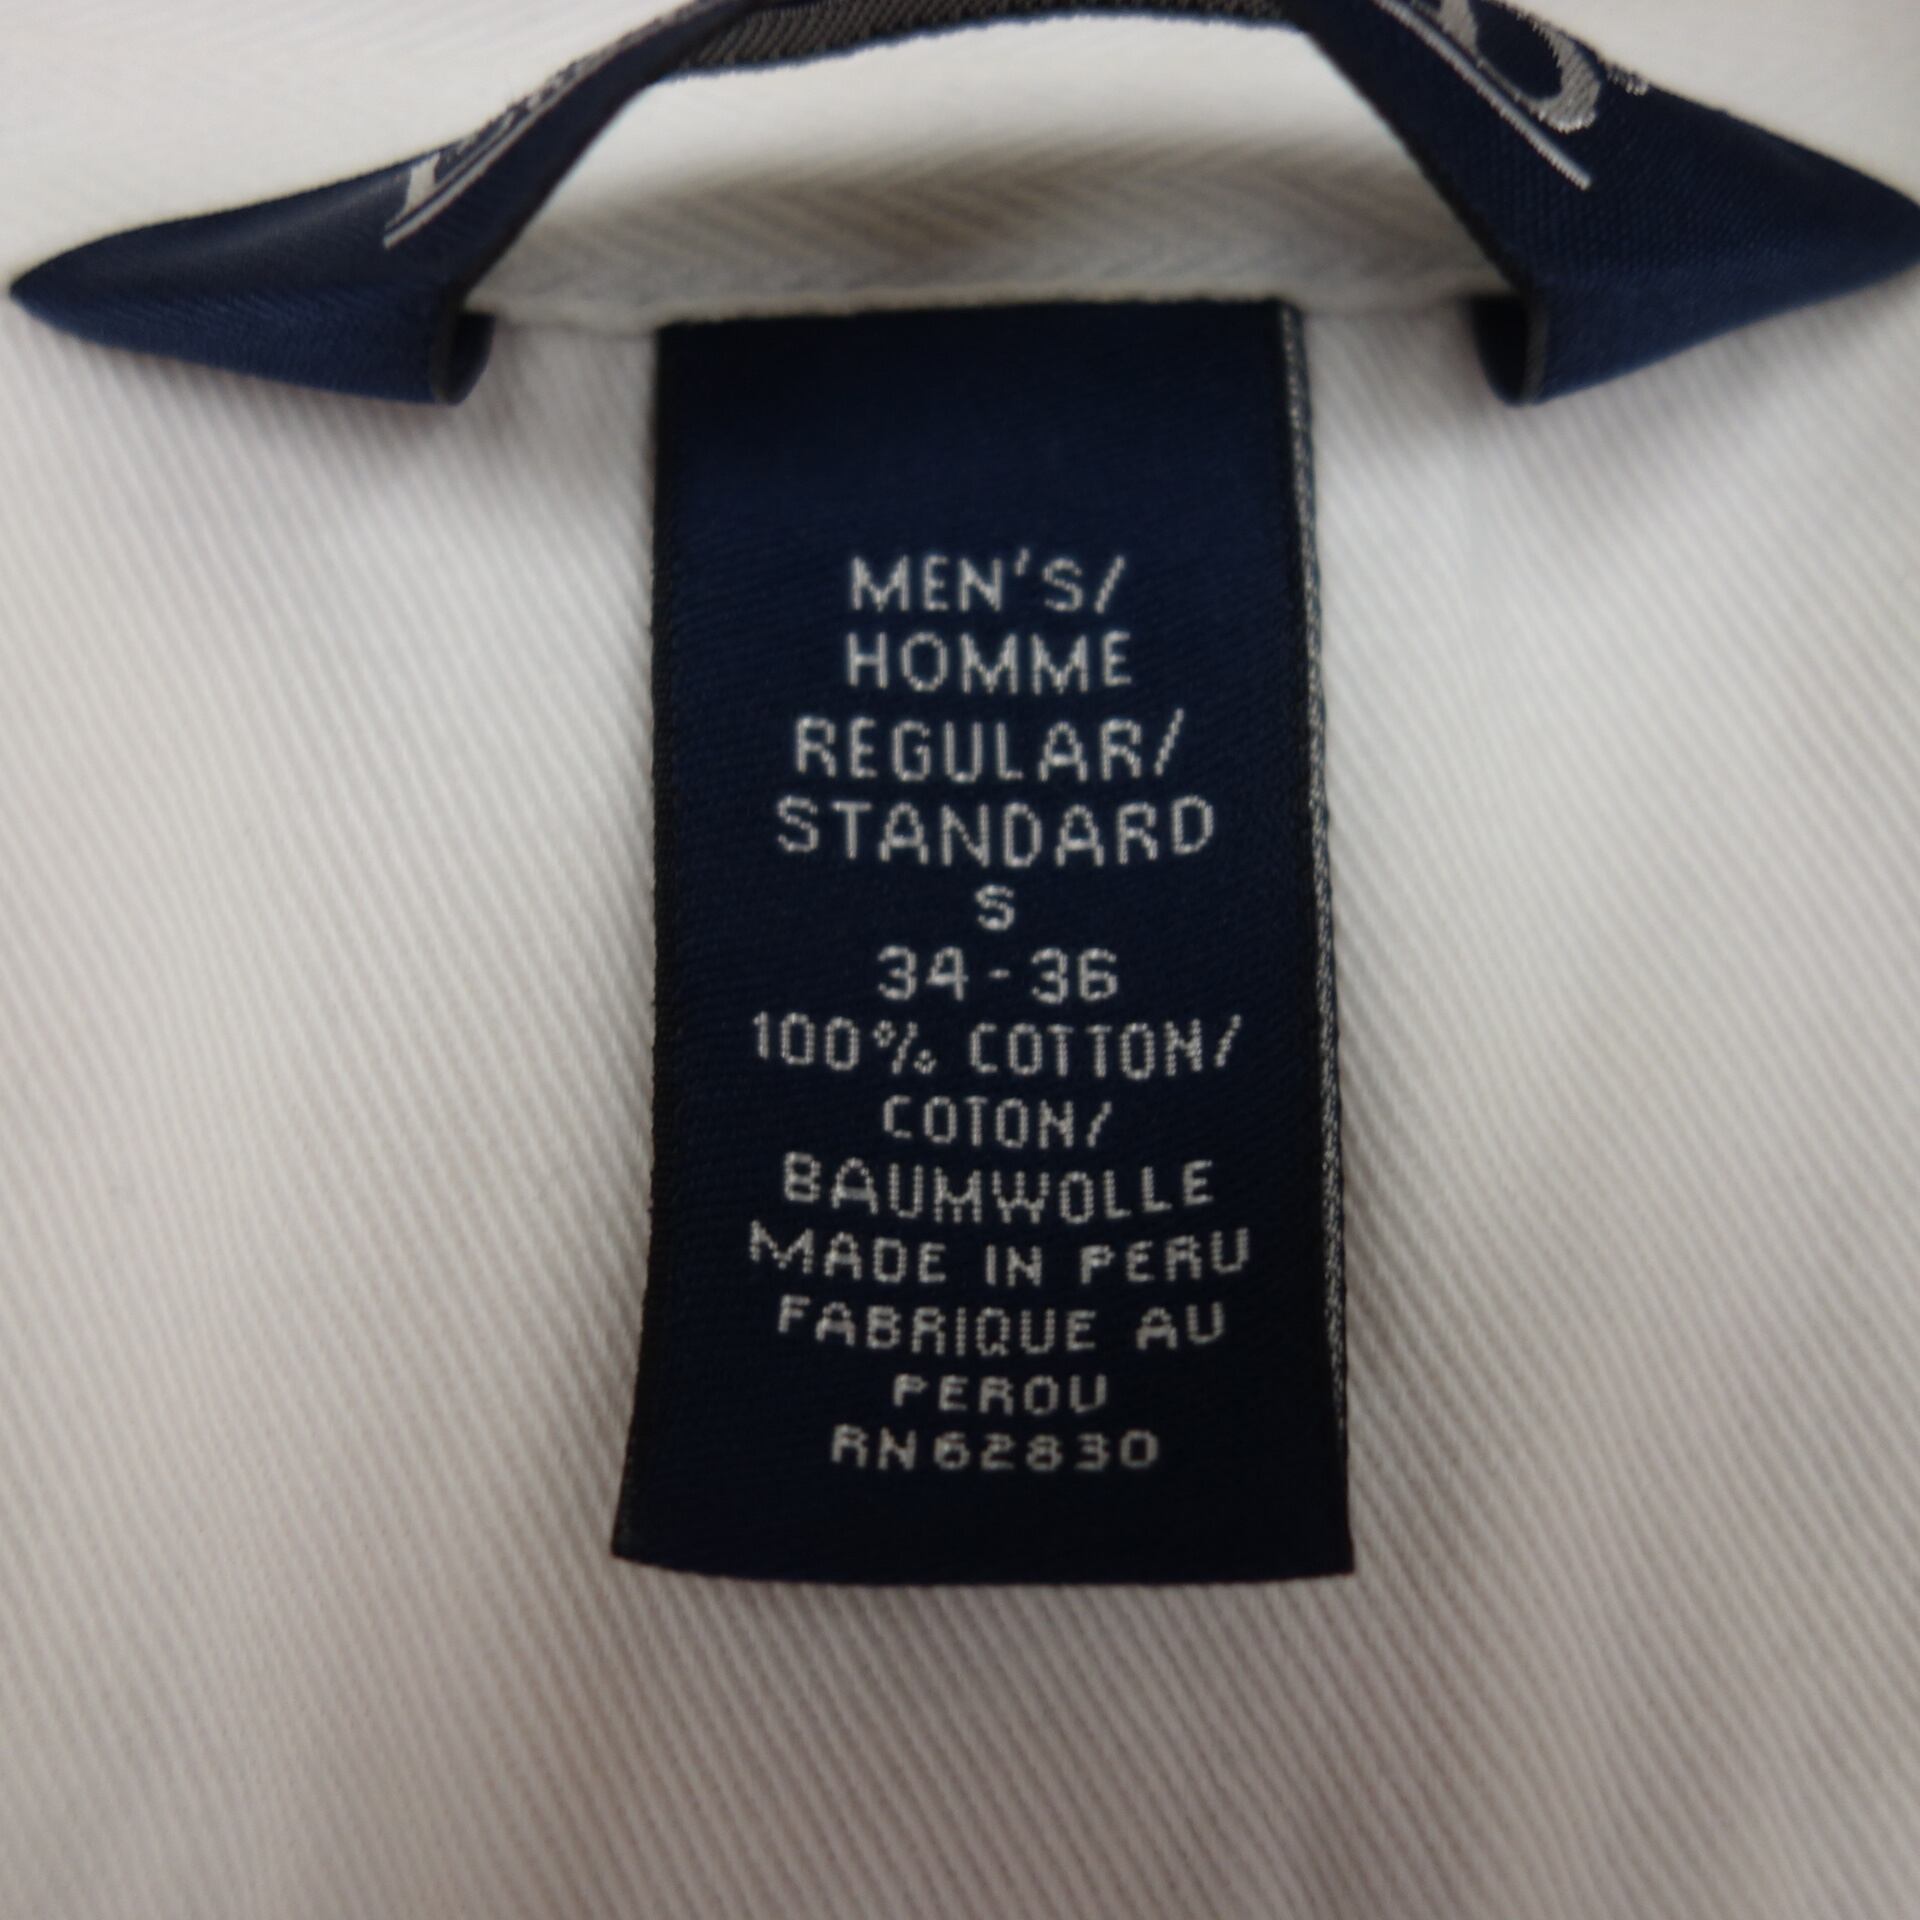 MEN'S/
HOMME
REGULAR/
STANDARD
S
34-36
100% COTTON/
COTON/
BAUMWOLLE
MADE IN PERU
FABRIQUE AU
PEROU
RN62830